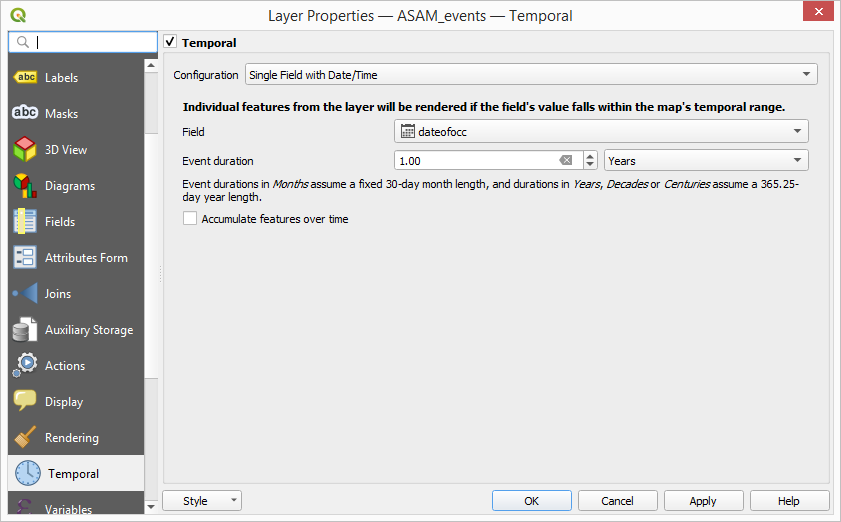 Layer Properties — ASAM_events — Temporal
abc Labels
abc Masks
3D View
Diagrams
Fields
Attributes Form
Joins
Auxiliary Storage
Actions
Display
Rendering
Temporal
Variables
Temporal
Configuration Single Field with Date/Time
Individual features from the layer will be rendered if the field's value falls within the map's temporal range.
Field dateofcc
Event duration 1.00 Years
Event durations in Months assume a fixed 30-day month length, and durations in Years, Decades or Centuries assume a 365.25-
day year length.
Accumulate features over time
Style OK Cancel Apply Help